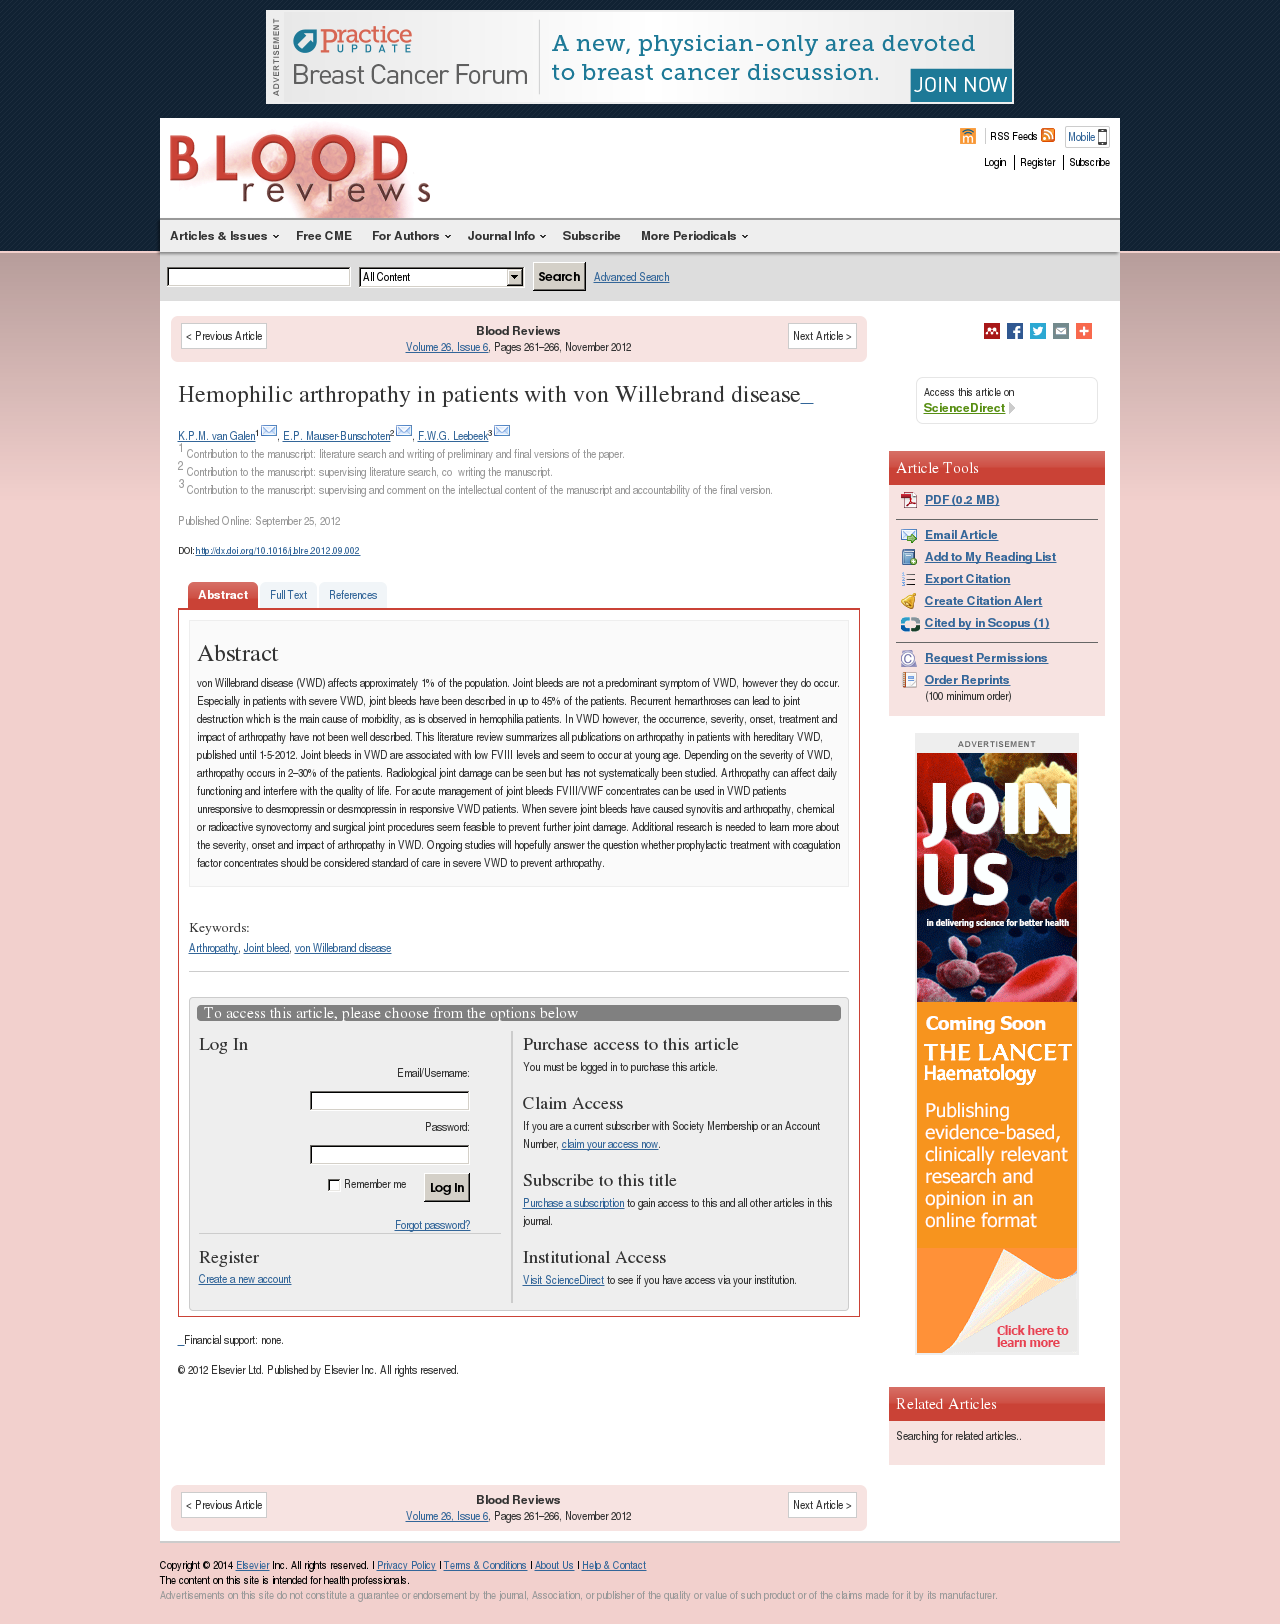 ADVERTISEMENT
practice
UPDATE
Breast Cancer Forum
A new, physician-only area devoted
to breast cancer discussion.
JOIN NOW
BLOOD
reviews
RSS Feeds
Mobile
Login | Register | Subscribe
Articles & Issues Free CME For Authors Journal Info Subscribe More Periodicals
All Content Search Advanced Search
< Previous Article
Blood Reviews
Volume 26, Issue 6, Pages 261–266, November 2012
Next Article >
Hemophilic arthropathy in patients with von Willebrand disease_
K.P.M. van Galen1, E.P. Mauser-Bunschoten2, F.W.G. Leebeek3
1 Contribution to the manuscript: literature search and writing of preliminary and final versions of the paper.
2 Contribution to the manuscript: supervising literature search, co writing the manuscript.
3 Contribution to the manuscript: supervising and comment on the intellectual content of the manuscript and accountability of the final version.
Published Online: September 25, 2012
DOI: http://dx.doi.org/10.1016/j.blre.2012.09.002
Abstract Full Text References
Abstract
von Willebrand disease (VWD) affects approximately 1% of the population. Joint bleeds are not a predominant symptom of VWD, however they do occur.
Especially in patients with severe VWD, joint bleeds have been described in up to 45% of the patients. Recurrent hemarthroses can lead to joint
destruction which is the main cause of morbidity, as is observed in hemophilia patients. In VWD however, the occurrence, severity, onset, treatment and
impact of arthropathy have not been well described. This literature review summarizes all publications on arthropathy in patients with hereditary VWD,
published until 1-5-2012. Joint bleeds in VWD are associated with low FVIII levels and seem to occur at young age. Depending on the severity of VWD,
arthropathy occurs in 2–30% of the patients. Radiological joint damage can be seen but has not systematically been studied. Arthropathy can affect daily
functioning and interfere with the quality of life. For acute management of joint bleeds FVIII/VWF concentrates can be used in VWD patients
unresponsive to desmopressin or desmopressin in responsive VWD patients. When severe joint bleeds have caused synovitis and arthropathy, chemical
or radioactive synovectomy and surgical joint procedures seem feasible to prevent further joint damage. Additional research is needed to learn more about
the severity, onset and impact of arthropathy in VWD. Ongoing studies will hopefully answer the question whether prophylactic treatment with coagulation
factor concentrates should be considered standard of care in severe VWD to prevent arthropathy.
Keywords:
Arthropathy, Joint bleed, von Willebrand disease
To access this article, please choose from the options below
Log In
Email/Username:
Password:
Remember me Log In
Forgot password?
Register
Create a new account
Purchase access to this article
You must be logged in to purchase this article.
Claim Access
If you are a current subscriber with Society Membership or an Account
Number, claim your access now.
Subscribe to this title
Purchase a subscription to gain access to this and all other articles in this
journal.
Institutional Access
Visit ScienceDirect to see if you have access via your institution.
_Financial support: none.
© 2012 Elsevier Ltd. Published by Elsevier Inc. All rights reserved.
Access this article on
ScienceDirect
Article Tools
PDF (0.2 MB)
Email Article
Add to My Reading List
Export Citation
Create Citation Alert
Cited by in Scopus (1)
Request Permissions
Order Reprints
(100 minimum order)
ADVERTISEMENT
JOIN
US
in delivering science for better health
Coming Soon
THE LANCET
Haematology
Publishing
evidence-based,
clinically relevant
research and
opinion in an
online format
Click here to
learn more
Related Articles
Searching for related articles..
< Previous Article
Blood Reviews
Volume 26, Issue 6, Pages 261–266, November 2012
Next Article >
Copyright © 2014 Elsevier Inc. All rights reserved. | Privacy Policy | Terms & Conditions | About Us | Help & Contact
The content on this site is intended for health professionals.
Advertisements on this site do not constitute a guarantee or endorsement by the journal, Association, or publisher of the quality or value of such product or of the claims made for it by its manufacturer.